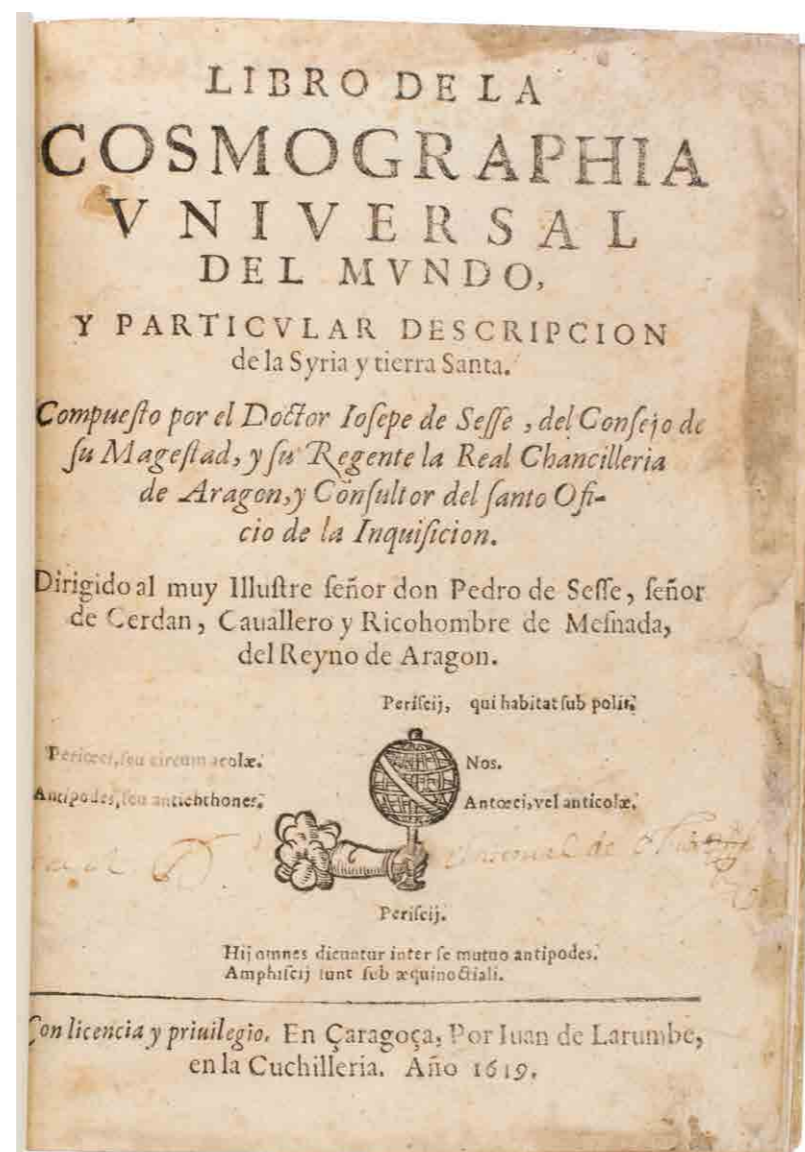 LIBRO DE LA
COSMOGRAPHIA
VNIVERSAL
DEL MVNDO,
Y PARTICVLAR DESCRIPCION
de la Syria y tierra Santa.
Compuesto por el Doctor Iosepe de Sesse, del Consejo de
su Magestad, y su Regente la Real Chancilleria
de Aragon, y Consultor del santo Ofi-
cio de la Inquisicion.
Dirigido al muy Illustre señor don Pedro de Sesse, señor
de Cerdan, Cauallero y Ricohombre de Mesnada,
del Reyno de Aragon.
Periscij, qui habitat sub polis.
Periœci, seu circum acolæ. Nos.
Antipodes, seu antichthones. Antœci, vel anticolæ.
de
Periscij.
Hij omnes dicuntur inter se mutuo antipodes.
Amphiscij sunt sub æquinoctiali.
Con licencia y priuilegio. En Çaragoça, Por Iuan de Larumbe,
en la Cuchilleria. Año 1619.